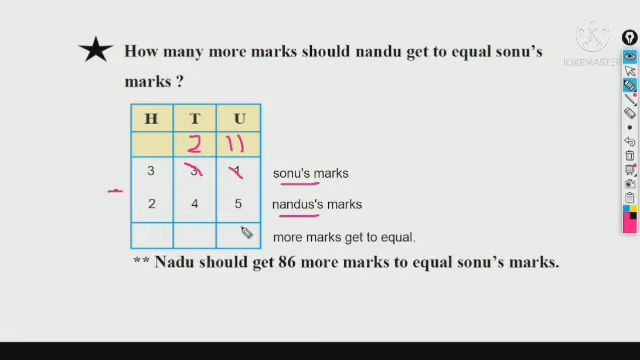 How many more marks should nandu get to equal sonu's
marks ?
KINEMASTER
H T U
2 11
3 3 1 sonu's marks
- 2 4 5 nandus's marks
more marks get to equal.
** Nadu should get 86 more marks to equal sonu's marks.